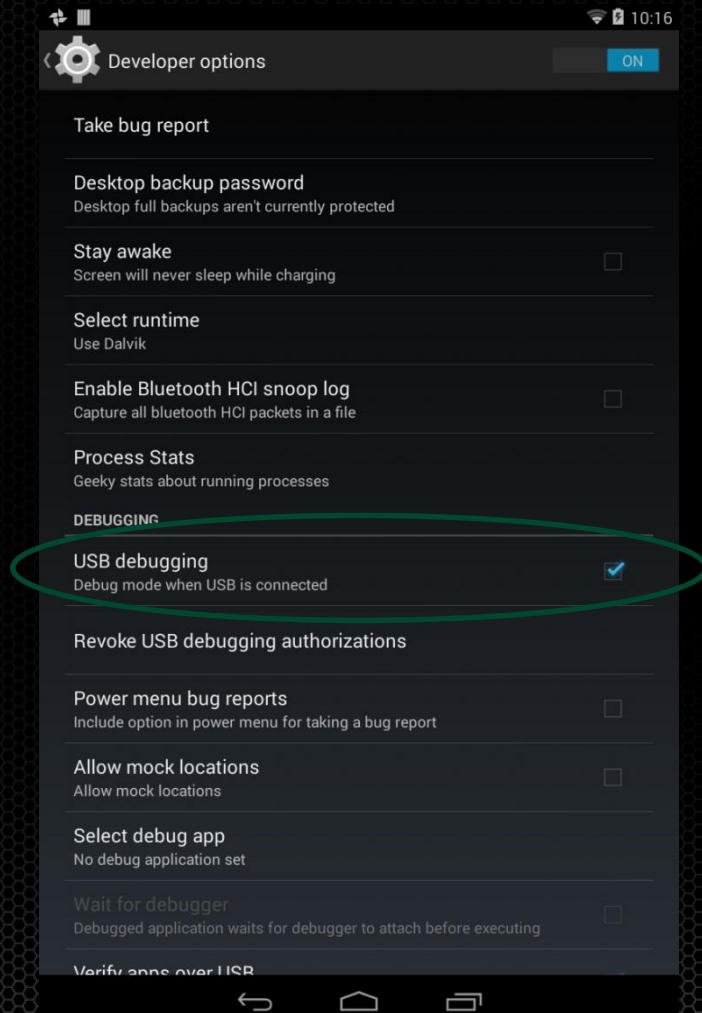 10:16
Developer options
ON
Take bug report
Desktop backup password
Desktop full backups aren't currently protected
Stay awake
Screen will never sleep while charging
Select runtime
Use Dalvik
Enable Bluetooth HCI snoop log
Capture all bluetooth HCI packets in a file
Process Stats
Geeky stats about running processes
DEBUGGING
USB debugging
Debug mode when USB is connected
Revoke USB debugging authorizations
Power menu bug reports
Include option in power menu for taking a bug report
Allow mock locations
Allow mock locations
Select debug app
No debug application set
Wait for debugger
Debugged application waits for debugger to attach before executing
Verify apps over USB